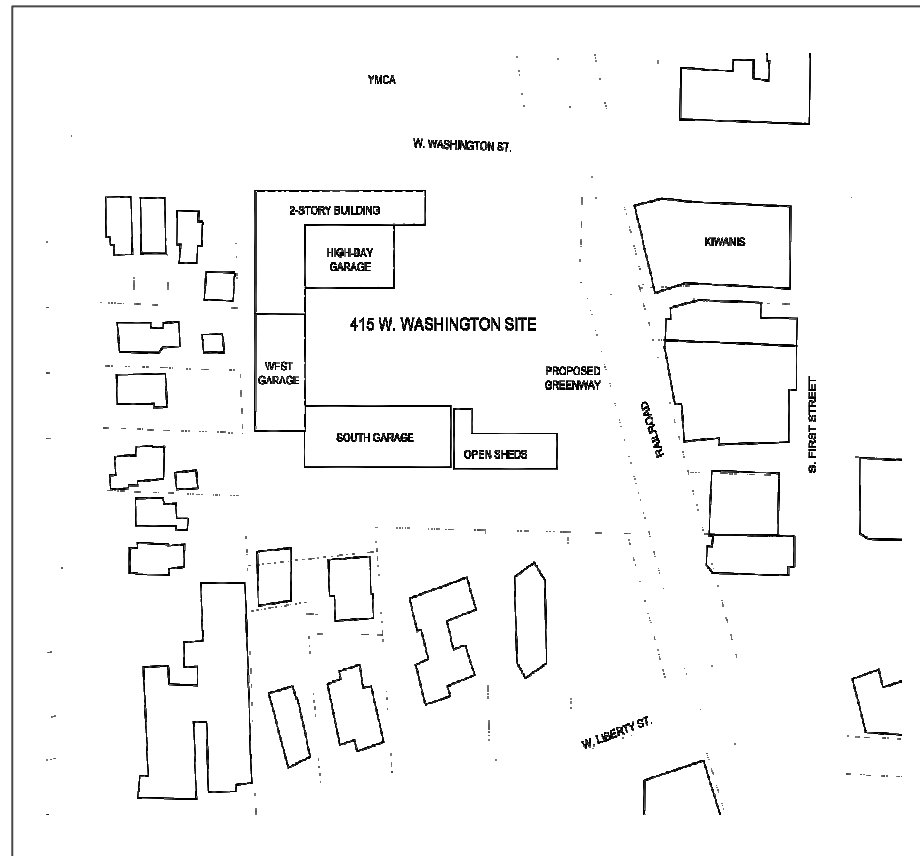 YMCA
W. WASHINGTON ST.
2-STORY BUILDING
HIGH-BAY
GARAGE
KIWANIS
415 W. WASHINGTON SITE
WEST
GARAGE
PROPOSED
GREENWAY
RAILROAD
S. FIRST STREET
SOUTH GARAGE
OPEN SHEDS
W. LIBERTY ST.